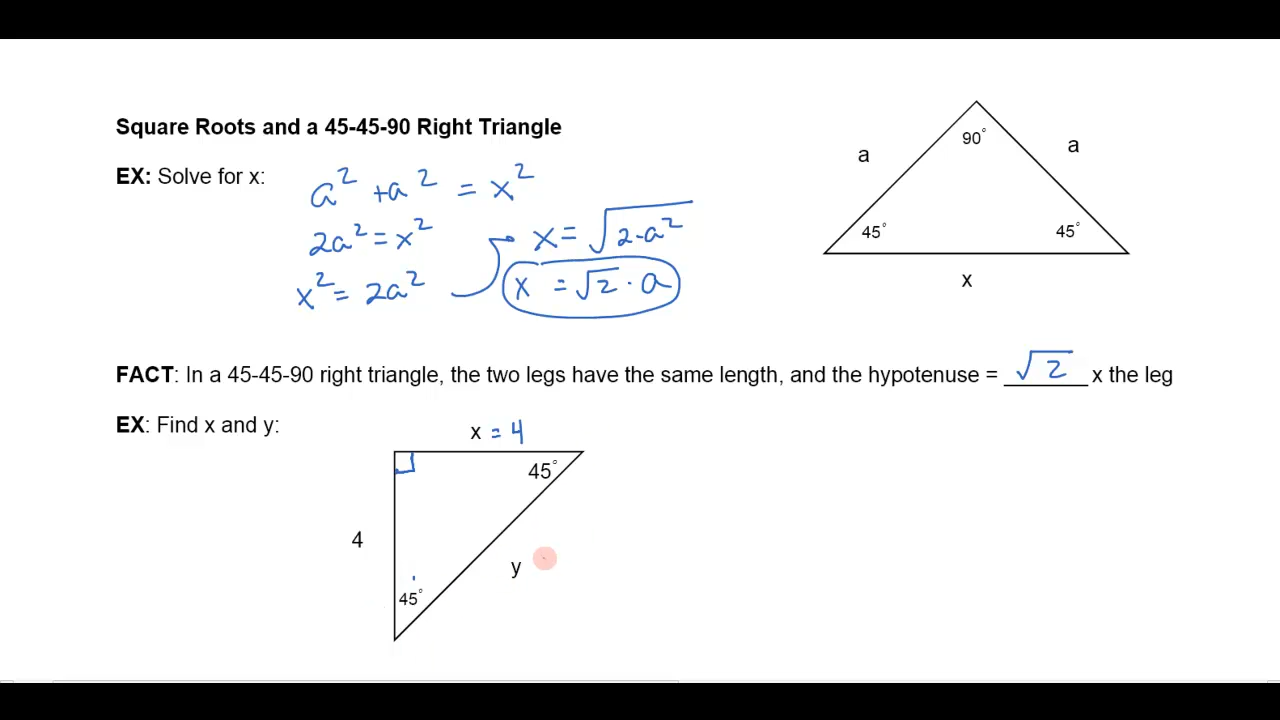 Square Roots and a 45-45-90 Right Triangle
EX: Solve for x:
a² + a² = x²
2a² = x²
x² = 2a²
x = √2·a²
x = √2 · a
90°
a
a
45°
45°
x
FACT: In a 45-45-90 right triangle, the two legs have the same length, and the hypotenuse = √2 x the leg
EX: Find x and y:
x = 4
45°
4
y
45°